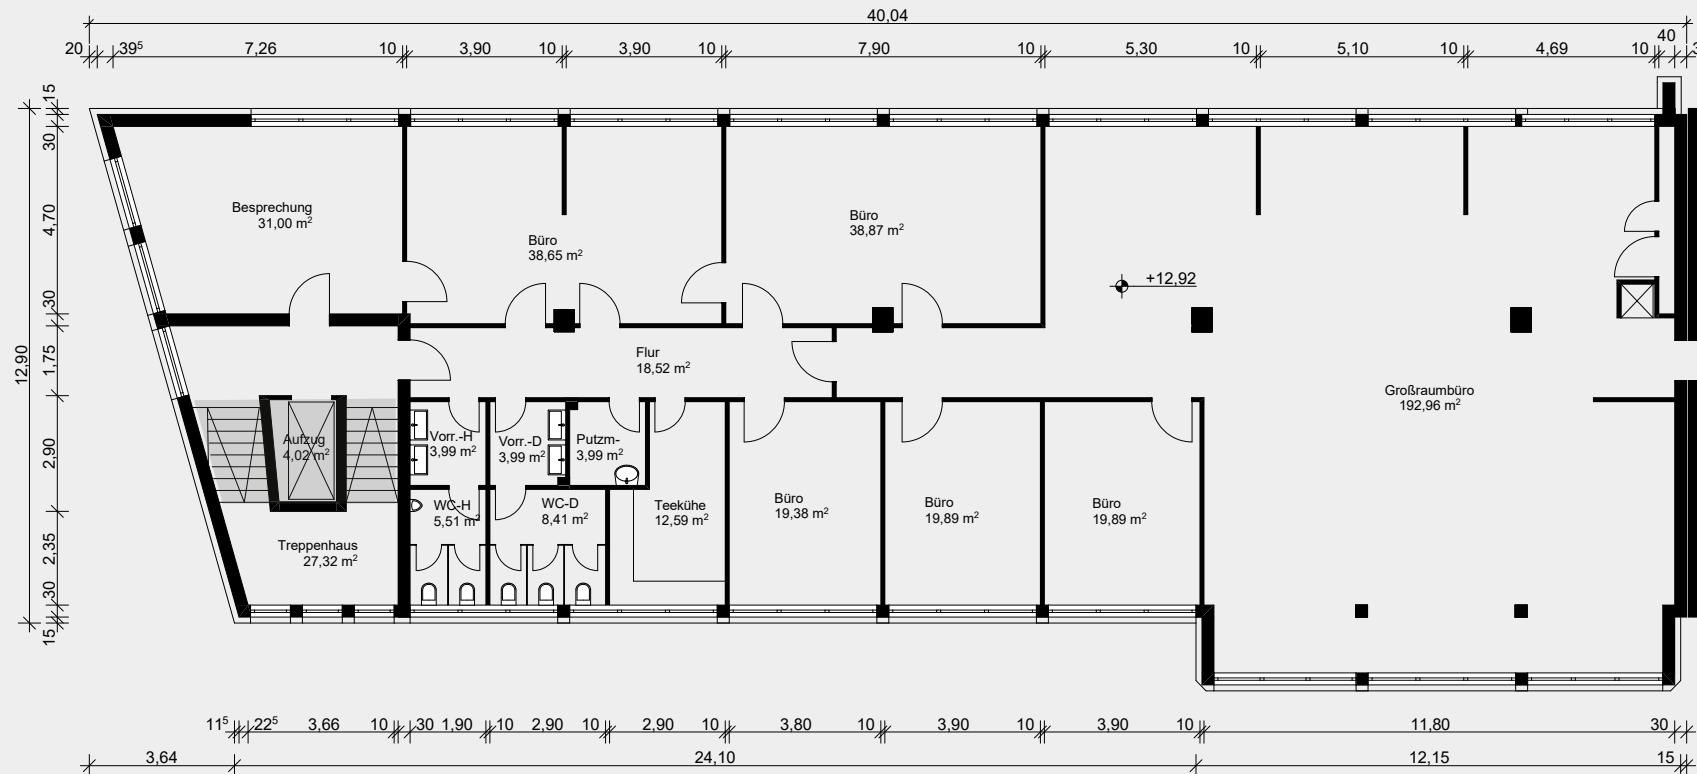 40,04
20 39⁵ 7,26 10 3,90 10 3,90 10 7,90 10 5,30 10 5,10 10 4,69 10 40 3
15
30
4,70
30
1,75
2,90
2,35
30
15
12,90
Besprechung
31,00 m²
Büro
38,65 m²
Büro
38,87 m²
+12,92
Flur
18,52 m²
Großraumbüro
192,96 m²
Aufzug
4,02 m²
Vorr.-H
3,99 m²
Vorr.-D
3,99 m²
Putzm-
3,99 m²
WC-H
5,51 m²
WC-D
8,41 m²
Teekühe
12,59 m²
Büro
19,38 m²
Büro
19,89 m²
Büro
19,89 m²
Treppenhaus
27,32 m²
11⁵ 22⁵ 3,66 10 30 1,90 10 2,90 10 2,90 10 3,80 10 3,90 10 3,90 10 11,80 30
3,64 24,10 12,15 15